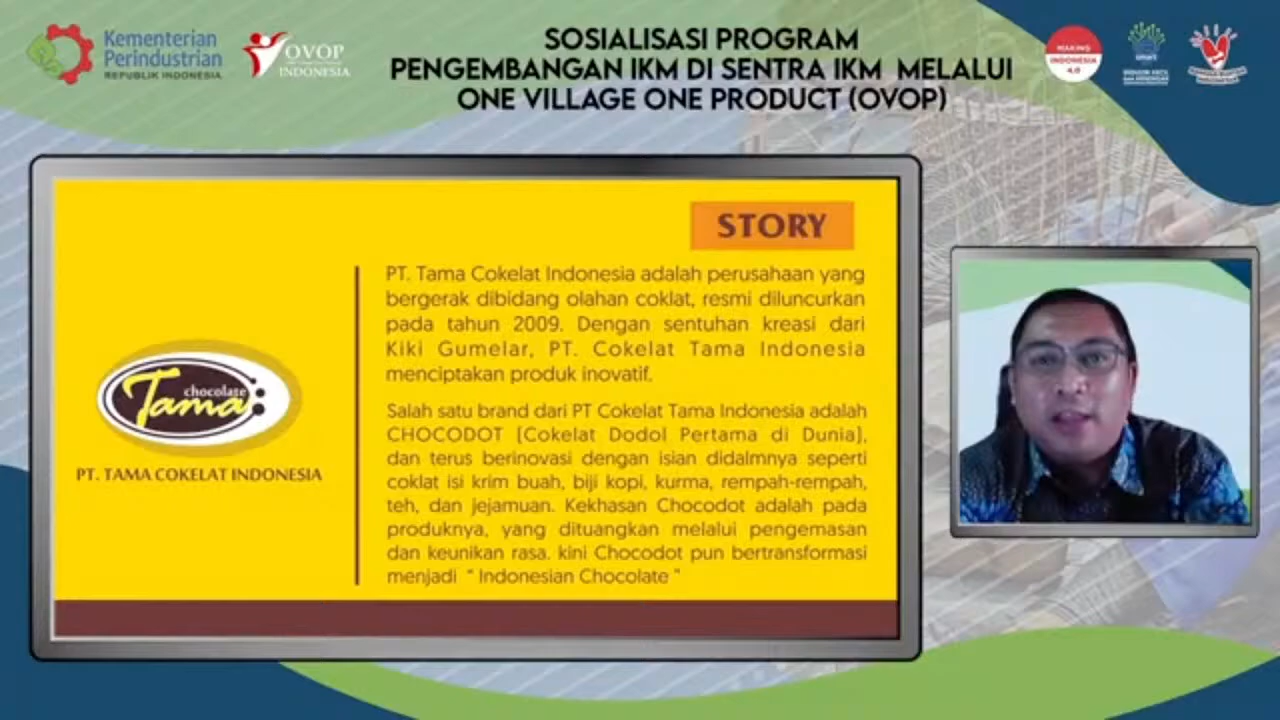 Kementerian
Perindustrian
REPUBLIK INDONESIA
OVOP
INDONESIA
SOSIALISASI PROGRAM
PENGEMBANGAN IKM DI SENTRA IKM MELALUI
ONE VILLAGE ONE PRODUCT (OVOP)
MAKING
INDONESIA
4.0
STORY
PT. Tama Cokelat Indonesia adalah perusahaan yang
bergerak dibidang olahan coklat, resmi diluncurkan
pada tahun 2009. Dengan sentuhan kreasi dari
Kiki Gumelar, PT. Cokelat Tama Indonesia
menciptakan produk inovatif.
Salah satu brand dari PT Cokelat Tama Indonesia adalah
CHOCODOT [Cokelat Dodol Pertama di Dunia],
dan terus berinovasi dengan isian didalmnya seperti
coklat isi krim buah, biji kopi, kurma, rempah-rempah,
teh, dan jejamuan. Kekhasan Chocodot adalah pada
produknya, yang dituangkan melalui pengemasan
dan keunikan rasa. kini Chocodot pun bertransformasi
menjadi " Indonesian Chocolate "
chocolate
Tama
PT. TAMA COKELAT INDONESIA